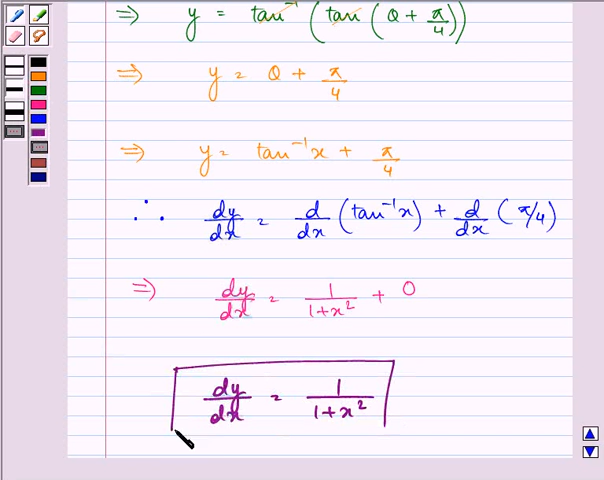 ⇒ y = tan⁻¹ (tan (θ + π/4))
⇒ y = θ + π/4
⇒ y = tan⁻¹x + π/4
∴ dy/dx = d/dx (tan⁻¹x) + d/dx (π/4)
⇒ dy/dx = 1/(1+x²) + 0
dy/dx = 1/(1+x²)